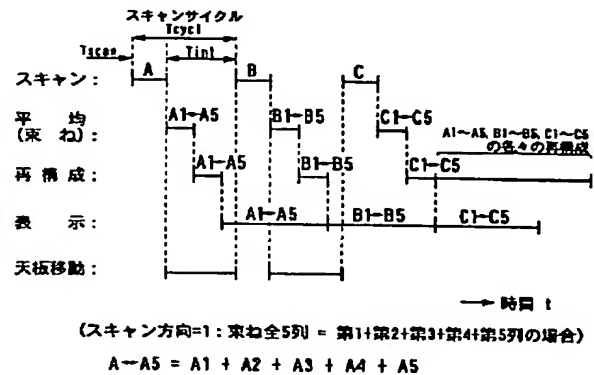 スキャンサイクル
Tcycl
Tscan
Tint
スキャン: A B C
平均
(束ね): A1~A5 B1~B5 C1~C5
A1~A5, B1~B5, C1~C5
の各々の再構成
再構成: A1~A5 B1~B5 C1~C5
表示: A1~A5 B1~B5 C1~C5
天板移動:
時間 t
(スキャン方向=1:束ね全5列 = 第1+第2+第3+第4+第5列の場合)
A~A5 = A1 + A2 + A3 + A4 + A5